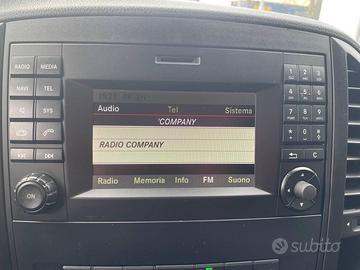 RADIO MEDIA
NAVI TEL
SYS
Audio Tel Sistema
'COMPANY
RADIO COMPANY
Radio Memoria Info FM Suono
ON
C
subito